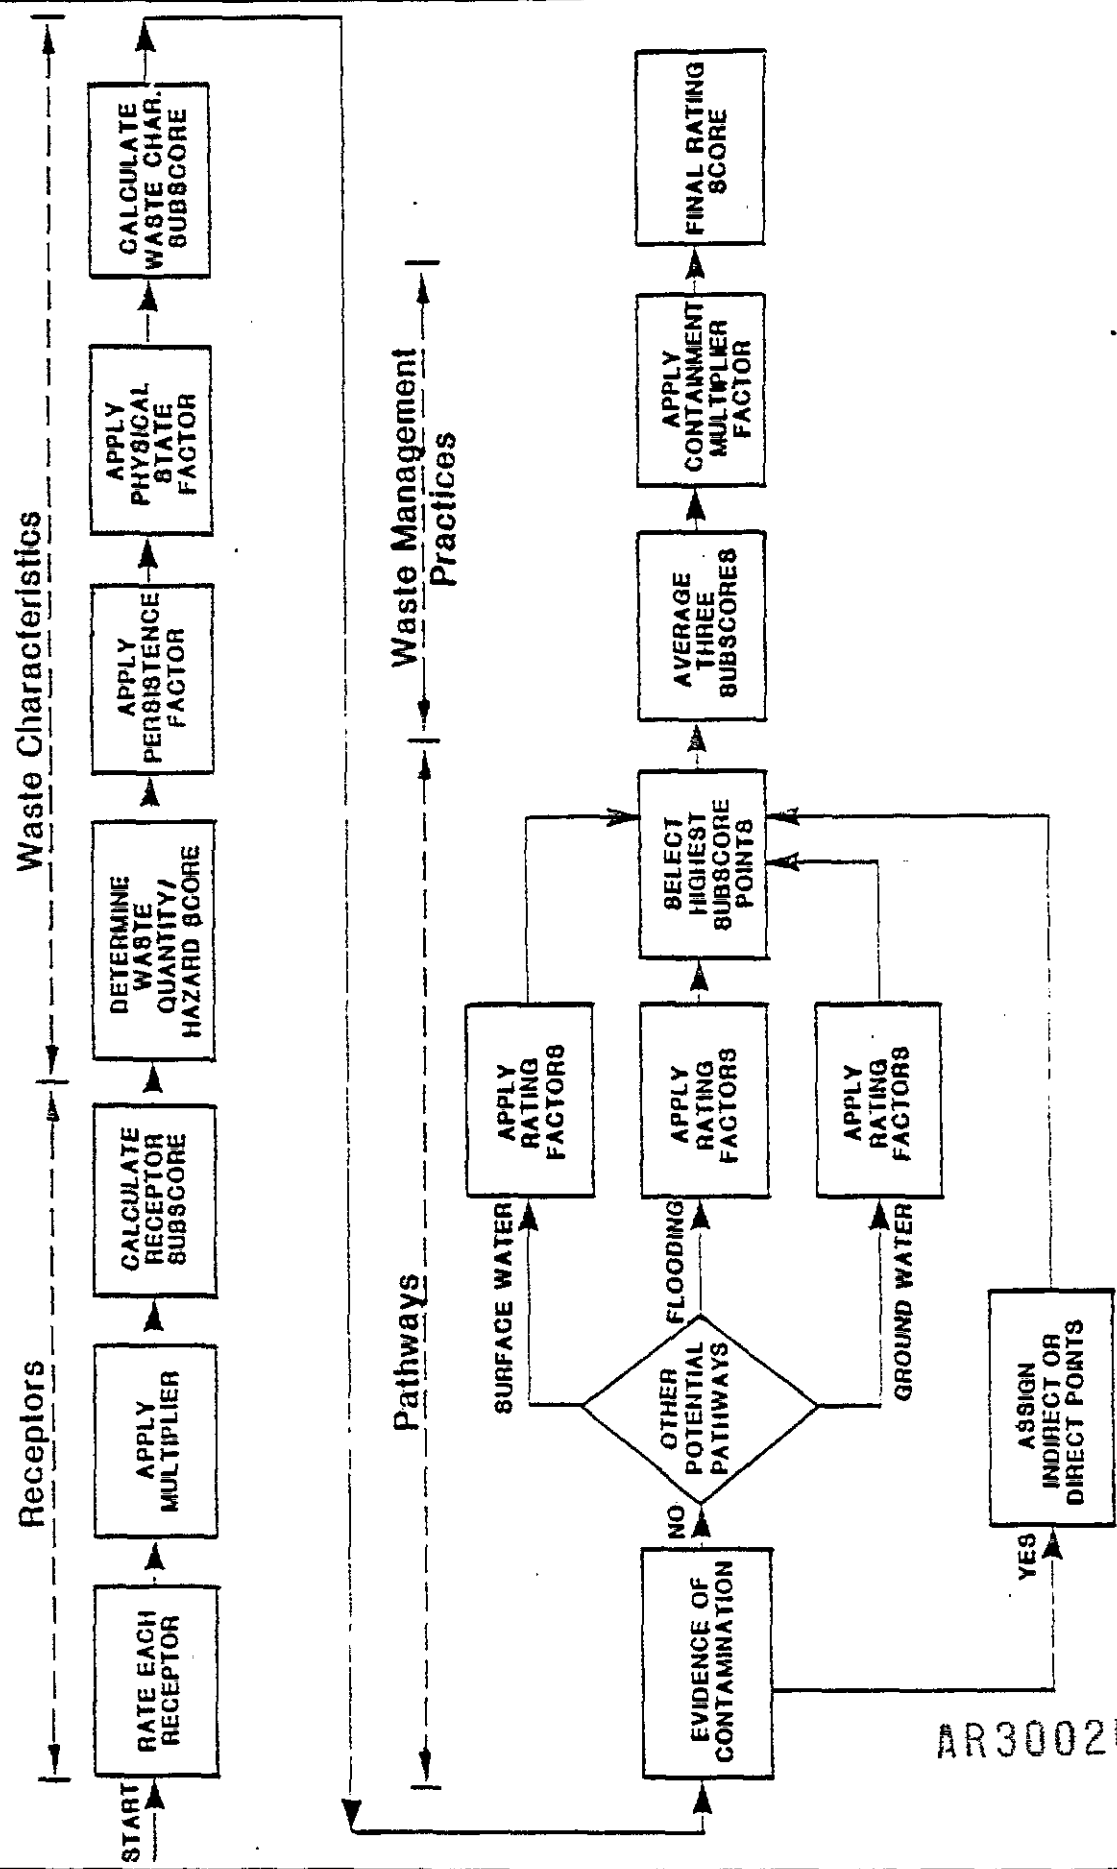 Receptors
Waste Characteristics
START
RATE EACH
RECEPTOR
APPLY
MULTIPLIER
CALCULATE
RECEPTOR
SUBSCORE
DETERMINE
WASTE
QUANTITY/
HAZARD SCORE
APPLY
PERSISTENCE
FACTOR
APPLY
PHYSICAL
STATE
FACTOR
CALCULATE
WASTE CHAR.
SUBSCORE
Pathways
Waste Management
Practices
EVIDENCE OF
CONTAMINATION
NO
YES
OTHER
POTENTIAL
PATHWAYS
SURFACE WATER
FLOODING
GROUND WATER
APPLY
RATING
FACTORS
APPLY
RATING
FACTORS
APPLY
RATING
FACTORS
ASSIGN
INDIRECT OR
DIRECT POINTS
SELECT
HIGHEST
SUBSCORE
POINTS
AVERAGE
THREE
SUBSCORES
APPLY
CONTAINMENT
MULTIPLIER
FACTOR
FINAL RATING
SCORE